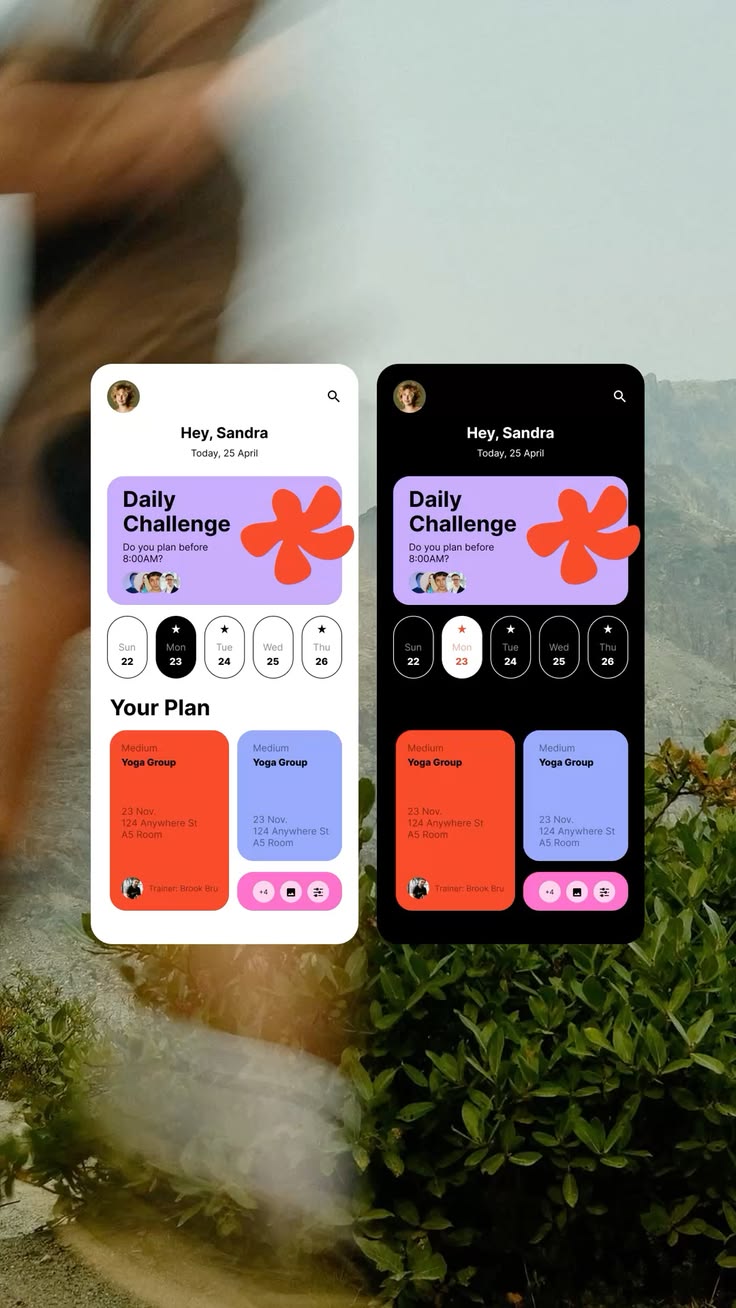 Hey, Sandra
Today, 25 April
Daily
Challenge
Do you plan before
8:00AM?
Sun
22
Mon
23
Tue
24
Wed
25
Thu
26
Your Plan
Medium
Yoga Group
23 Nov.
124 Anywhere St
A5 Room
Trainer: Brook Bru
Medium
Yoga Group
23 Nov.
124 Anywhere St
A5 Room
+4
Hey, Sandra
Today, 25 April
Daily
Challenge
Do you plan before
8:00AM?
Sun
22
Mon
23
Tue
24
Wed
25
Thu
26
Medium
Yoga Group
23 Nov.
124 Anywhere St
A5 Room
Trainer: Brook Bru
Medium
Yoga Group
23 Nov.
124 Anywhere St
A5 Room
+4